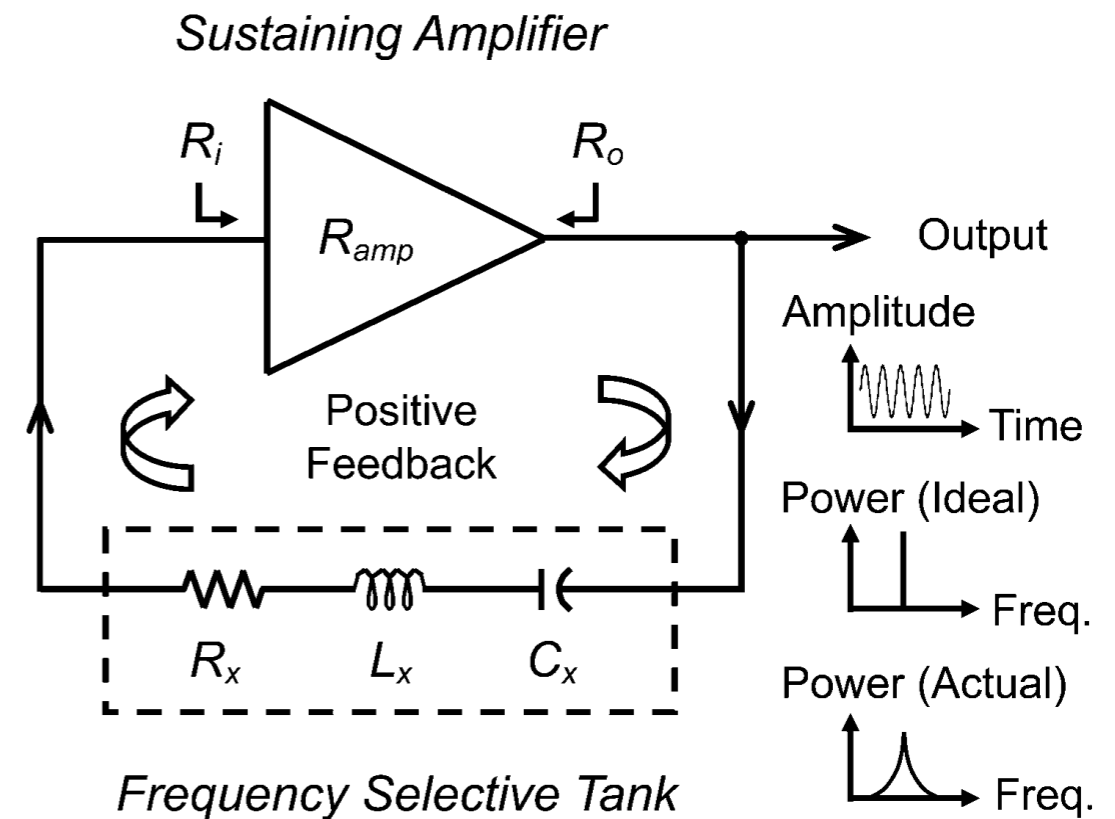 Sustaining Amplifier
Ri
Ro
Ramp
Output
Amplitude
Time
Positive
Feedback
Power (Ideal)
Freq.
Rx
Lx
Cx
Power (Actual)
Freq.
Frequency Selective Tank